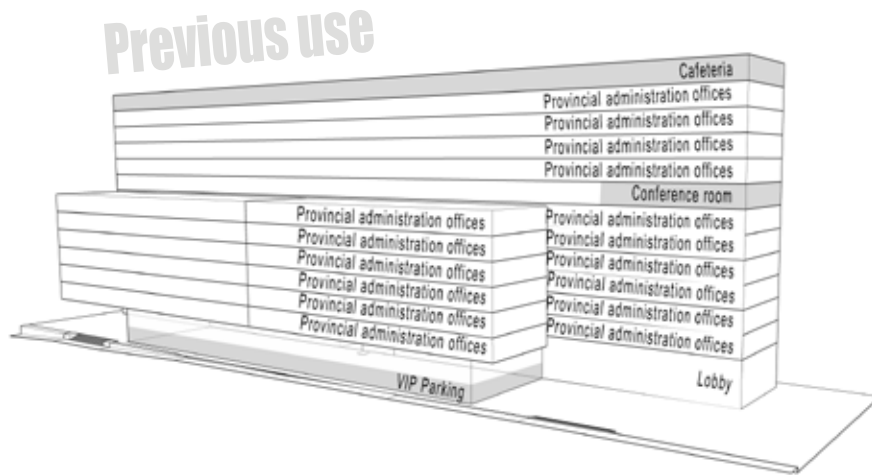 Previous use
Cafeteria
Provincial administration offices
Provincial administration offices
Provincial administration offices
Provincial administration offices
Conference room
Provincial administration offices
Provincial administration offices
Provincial administration offices
Provincial administration offices
Provincial administration offices
Provincial administration offices
Provincial administration offices
Provincial administration offices
Provincial administration offices
Provincial administration offices
Provincial administration offices
Provincial administration offices
VIP Parking
Lobby